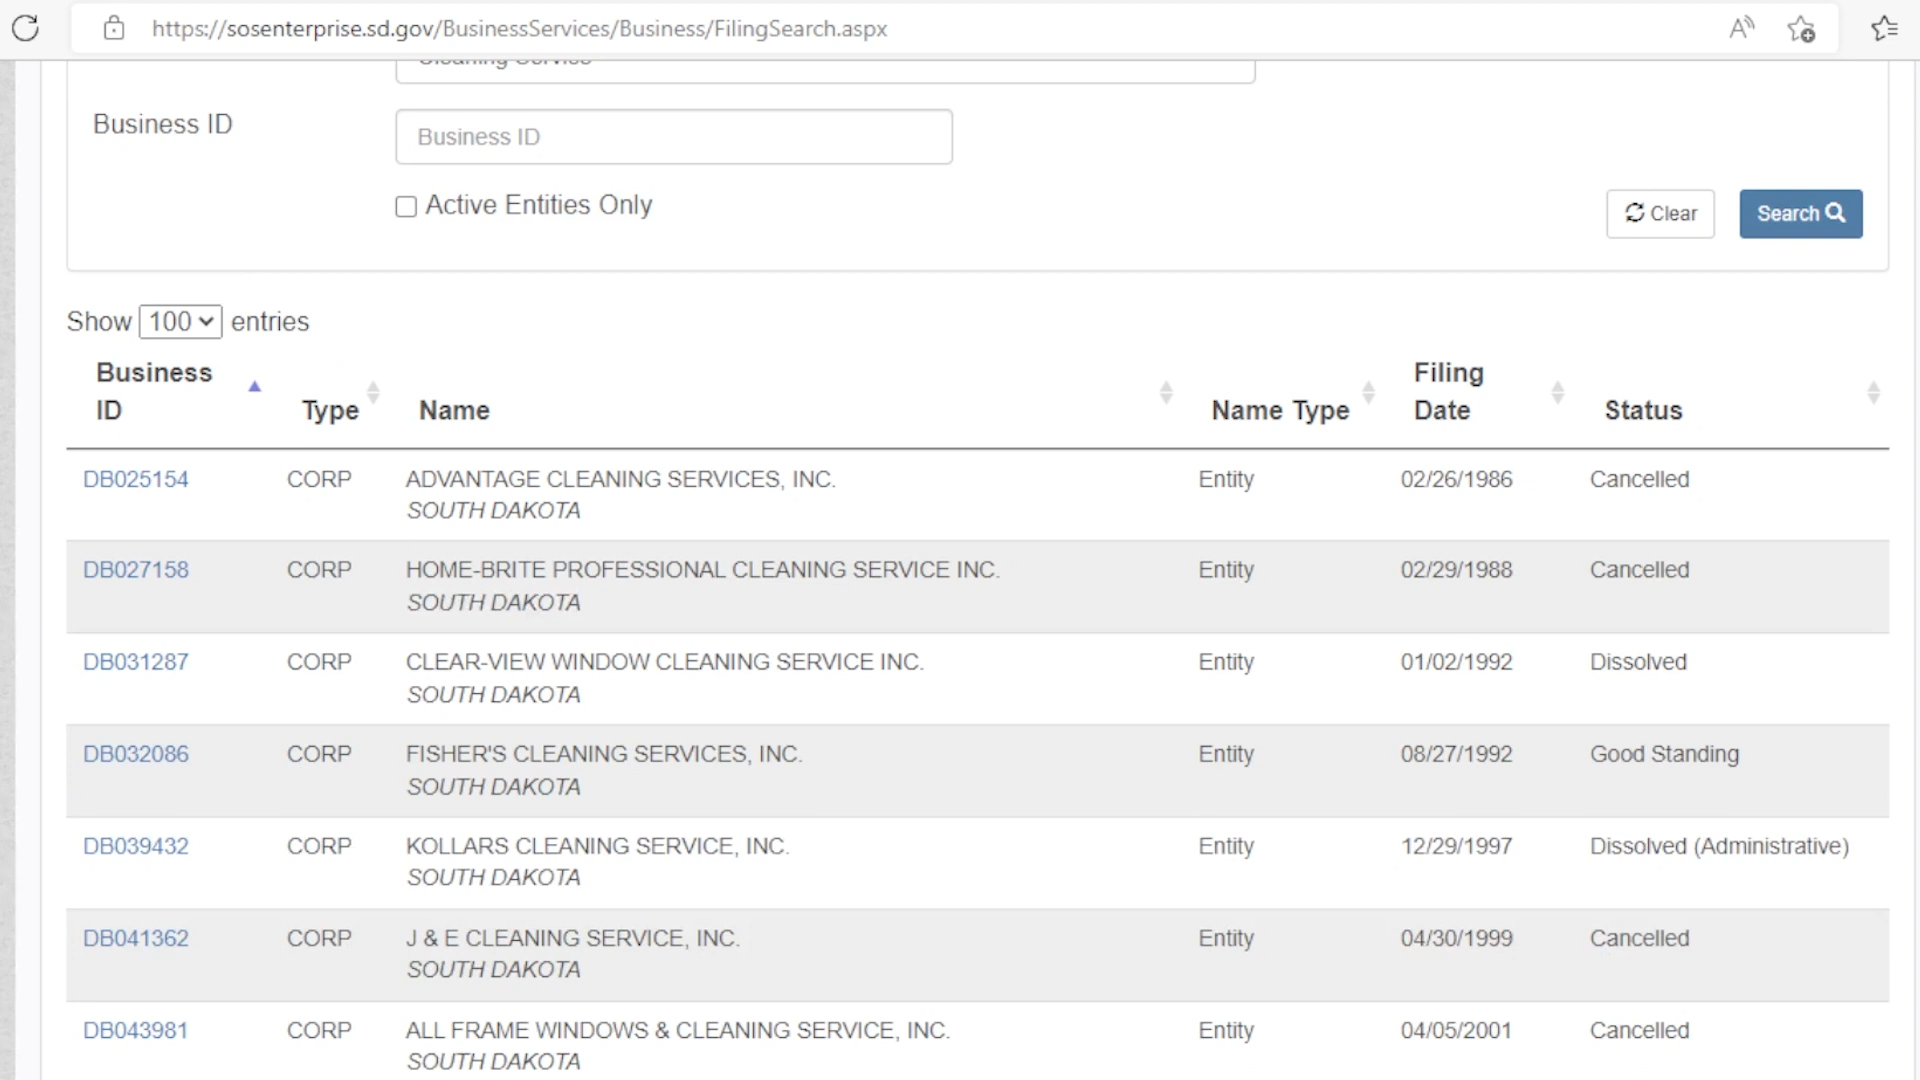 https://sosenterprise.sd.gov/BusinessServices/Business/FilingSearch.aspx
Cleaning Service
Business ID
Business ID
Active Entities Only
Clear
Search
Show 100 entries
Business ID Type Name Name Type Filing Date Status
DB025154 CORP ADVANTAGE CLEANING SERVICES, INC. Entity 02/26/1986 Cancelled
SOUTH DAKOTA
DB027158 CORP HOME-BRITE PROFESSIONAL CLEANING SERVICE INC. Entity 02/29/1988 Cancelled
SOUTH DAKOTA
DB031287 CORP CLEAR-VIEW WINDOW CLEANING SERVICE INC. Entity 01/02/1992 Dissolved
SOUTH DAKOTA
DB032086 CORP FISHER'S CLEANING SERVICES, INC. Entity 08/27/1992 Good Standing
SOUTH DAKOTA
DB039432 CORP KOLLARS CLEANING SERVICE, INC. Entity 12/29/1997 Dissolved (Administrative)
SOUTH DAKOTA
DB041362 CORP J & E CLEANING SERVICE, INC. Entity 04/30/1999 Cancelled
SOUTH DAKOTA
DB043981 CORP ALL FRAME WINDOWS & CLEANING SERVICE, INC. Entity 04/05/2001 Cancelled
SOUTH DAKOTA